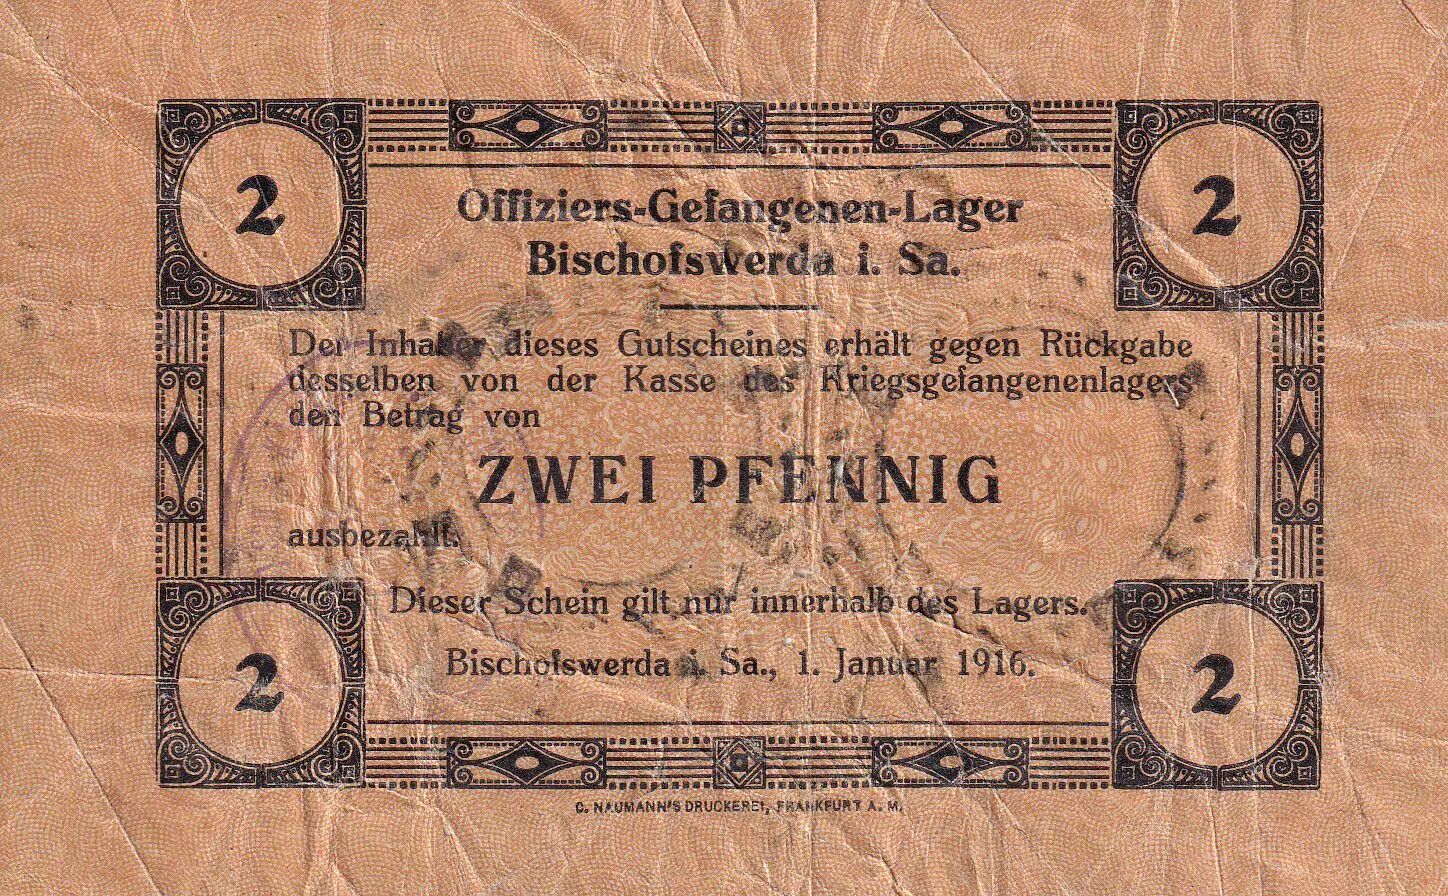 2 2
Offiziers-Gefangenen-Lager
Bischofswerda i. Sa.
Der Inhaber dieses Gutscheines erhält gegen Rückgabe
desselben von der Kasse des Kriegsgefangenenlagers
den Betrag von
ZWEI PFENNIG
ausbezahlt.
Dieser Schein gilt nur innerhalb des Lagers.
Bischofswerda i. Sa., 1. Januar 1916.
2 2
C. NAUMANN'S DRUCKEREI, FRANKFURT A. M.